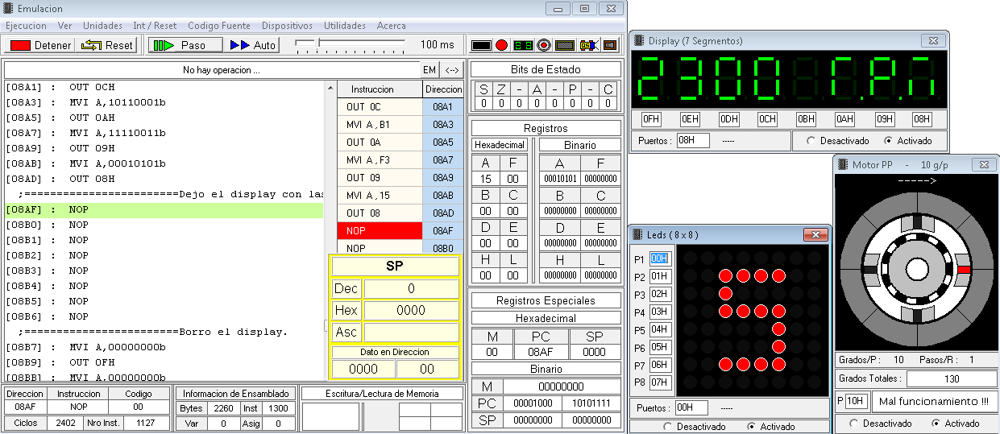 Emulacion
Ejecucion Ver Unidades Int / Reset Codigo Fuente Dispositivos Utilidades Acerca
Detener Reset Paso Auto 100 ms
No hay operacion ... EM <-->
[08A1] : OUT 0CH
[08A3] : MVI A,10110001b
[08A5] : OUT 0AH
[08A7] : MVI A,11110011b
[08A9] : OUT 09H
[08AB] : MVI A,00010101b
[08AD] : OUT 08H
;========================Dejo el display con las
[08AF] : NOP
[08B0] : NOP
[08B1] : NOP
[08B2] : NOP
[08B3] : NOP
[08B4] : NOP
[08B5] : NOP
[08B6] : NOP
;========================Borro el display.
[08B7] : MVI A,00000000b
[08B9] : OUT 0FH
[08BB] : MVI A,00000000b
Instruccion Direccion
OUT 0C 08A1
MVI A,B1 08A3
OUT 0A 08A5
MVI A,F3 08A7
OUT 09 08A9
MVI A,15 08AB
OUT 08 08AD
NOP 08AF
NOP 08B0
SP
Dec 0
Hex 0000
Asc
Dato en Direccion
0000 00
Direccion Instruccion Codigo
08AF NOP 00
Ciclos 2402 Nro Inst. 1127
Informacion de Ensamblado
Bytes 2260 Inst 1300
Var 0 Asig 0
Escritura/Lectura de Memoria
Bits de Estado
S Z - A - P - C
0 0 0 0 0 0 0 0
Registros
Hexadecimal Binario
A F A F
15 00 00010101 00000000
B C B C
00 00 00000000 00000000
D E D E
00 00 00000000 00000000
H L H L
00 00 00000000 00000000
Registros Especiales
Hexadecimal
M PC SP
00 08AF 0000
Binario
M 00000000
PC 00001000 10101111
SP 00000000 00000000
Display (7 Segmentos)
2300 r.P.n
0FH 0EH 0DH 0CH 0BH 0AH 09H 08H
Puertos : 08H ----- Desactivado Activado
Leds ( 8 x 8 )
P1 00H
P2 01H
P3 02H
P4 03H
P5 04H
P6 05H
P7 06H
P8 07H
Puertos : 00H -----
Desactivado Activado
Motor PP - 10 g/p
----->
Grados/P : 10 Pasos/R : 1
Grados Totales : 130
P 10H Mal funcionamiento !!!
Desactivado Activado